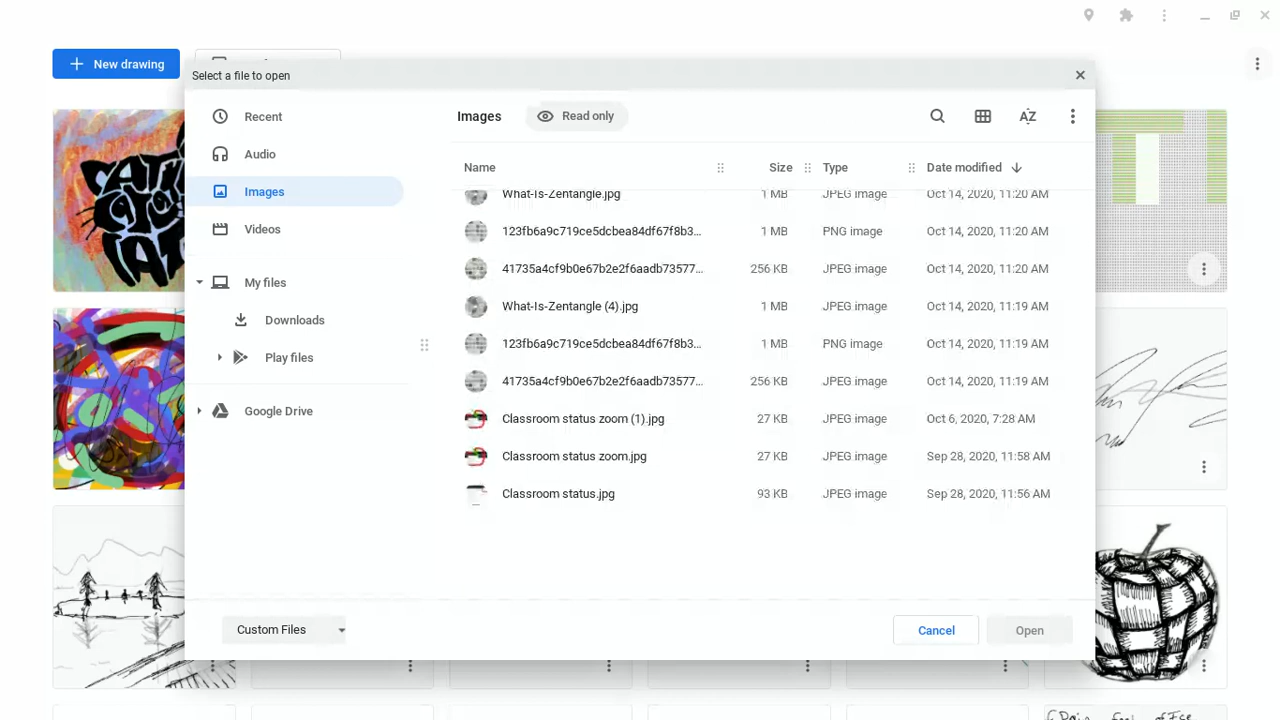 New drawing
Select a file to open
Recent
Audio
Images
Videos
My files
Downloads
Play files
Google Drive
Images
Read only
AZ
Name Size Type Date modified
What-Is-Zentangle.jpg 1 MB JPEG image Oct 14, 2020, 11:20 AM
123fb6a9c719ce5dcbea84df67f8b3... 1 MB PNG image Oct 14, 2020, 11:20 AM
41735a4cf9b0e67b2e2f6aadb73577... 256 KB JPEG image Oct 14, 2020, 11:20 AM
What-Is-Zentangle (4).jpg 1 MB JPEG image Oct 14, 2020, 11:19 AM
123fb6a9c719ce5dcbea84df67f8b3... 1 MB PNG image Oct 14, 2020, 11:19 AM
41735a4cf9b0e67b2e2f6aadb73577... 256 KB JPEG image Oct 14, 2020, 11:19 AM
Classroom status zoom (1).jpg 27 KB JPEG image Oct 6, 2020, 7:28 AM
Classroom status zoom.jpg 27 KB JPEG image Sep 28, 2020, 11:58 AM
Classroom status.jpg 93 KB JPEG image Sep 28, 2020, 11:56 AM
Custom Files
Cancel
Open